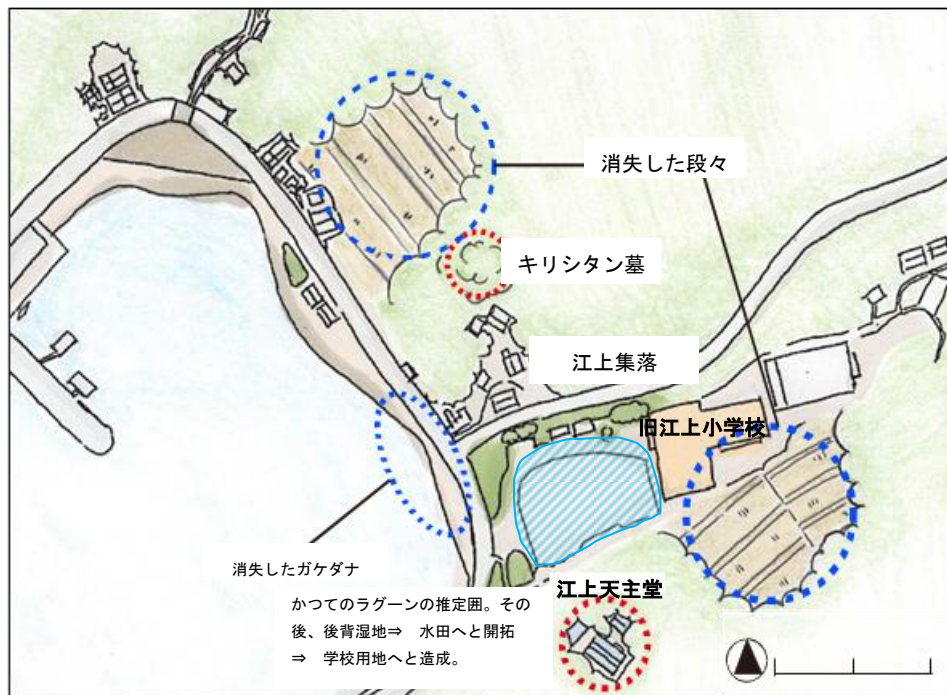 消失した段々
キリシタン墓
江上集落
旧江上小学校
消失したガケダナ
かつてのラグーンの推定囲。その
後、後背湿地⇒　水田へと開拓
⇒　学校用地へと造成。
江上天主堂